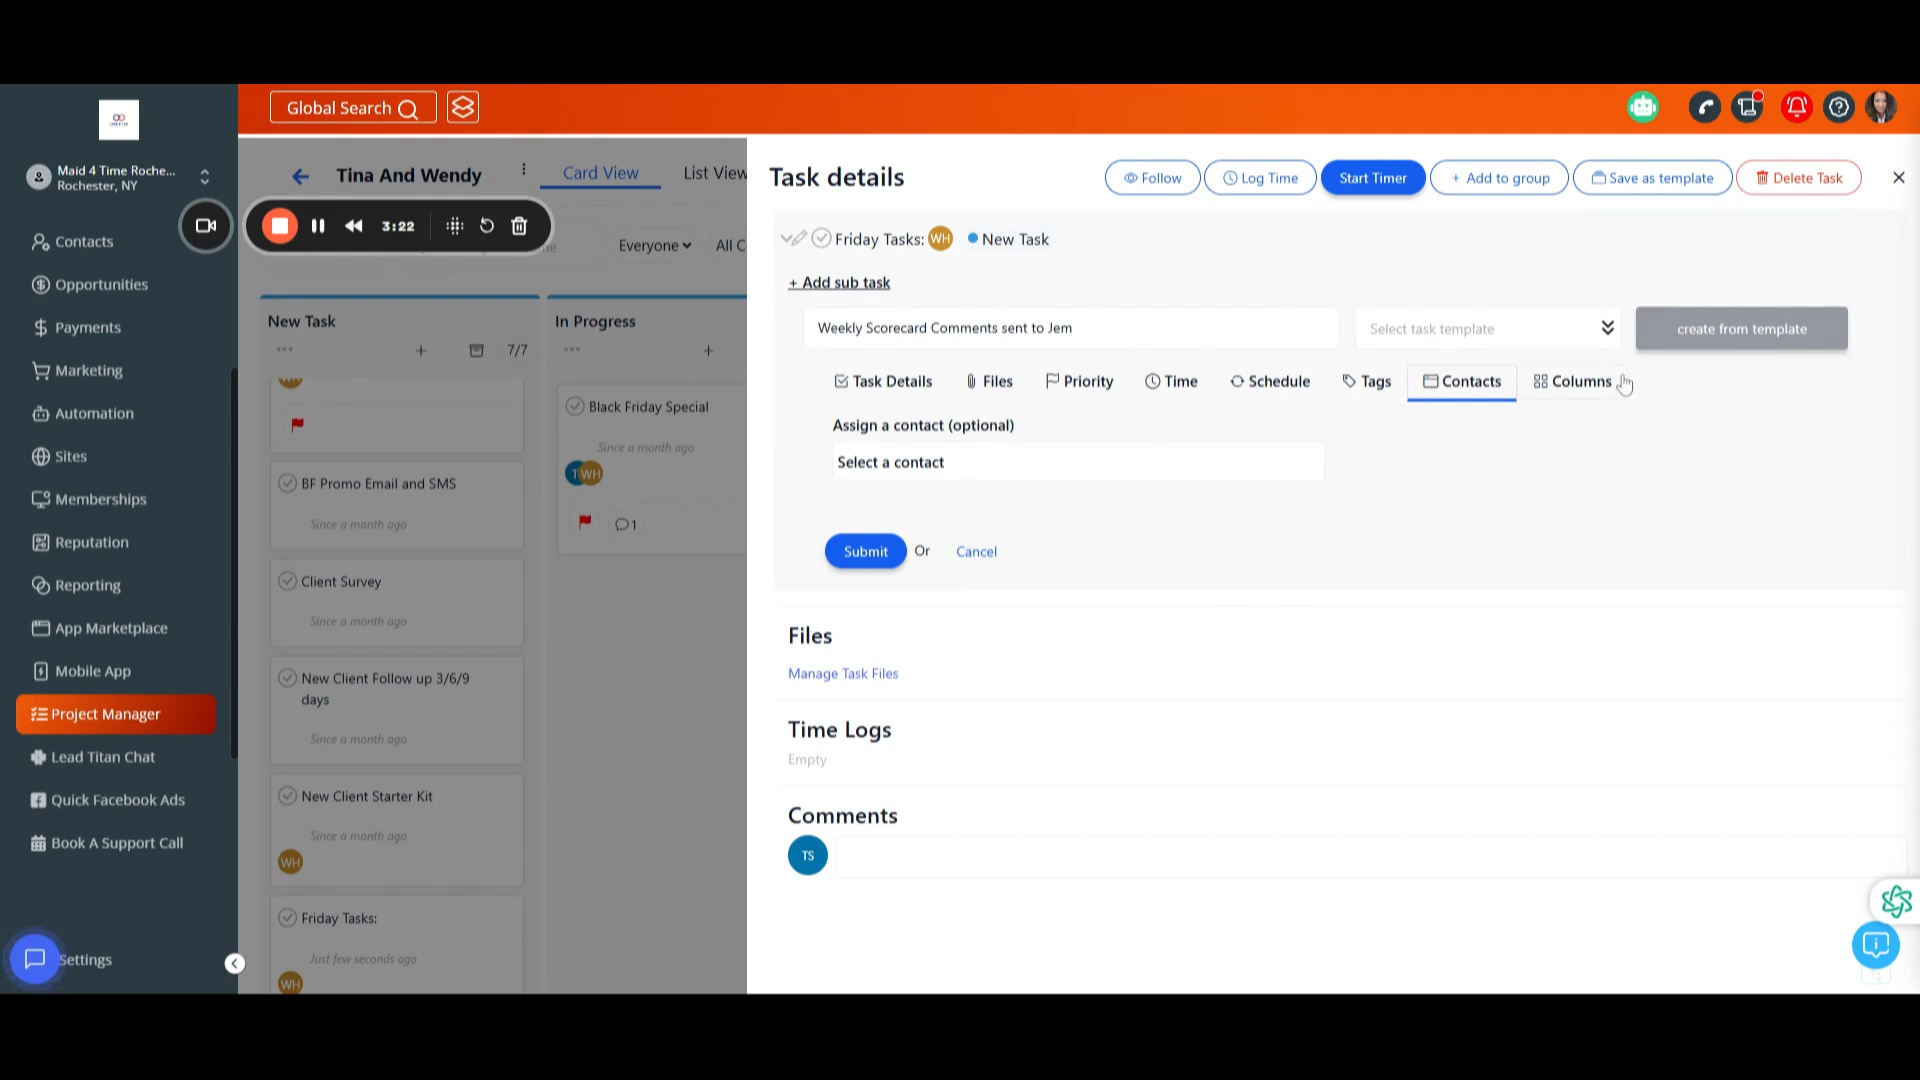 Global Search
Maid 4 Time Roche...
Rochester, NY
Contacts
Opportunities
Payments
Marketing
Automation
Sites
Memberships
Reputation
Reporting
App Marketplace
Mobile App
Project Manager
Lead Titan Chat
Quick Facebook Ads
Book A Support Call
Settings
Tina And Wendy
Card View
List View
3:22
Everyone
All C
New Task
7/7
BF Promo Email and SMS
Since a month ago
Client Survey
Since a month ago
New Client Follow up 3/6/9
days
Since a month ago
New Client Starter Kit
Since a month ago
WH
Friday Tasks:
Just few seconds ago
WH
In Progress
Black Friday Special
Since a month ago
WH
1
Task details
Follow
Log Time
Start Timer
+ Add to group
Save as template
Delete Task
Friday Tasks:
WH
New Task
+ Add sub task
Weekly Scorecard Comments sent to Jem
Select task template
create from template
Task Details
Files
Priority
Time
Schedule
Tags
Contacts
Columns
Assign a contact (optional)
Select a contact
Submit
Or
Cancel
Files
Manage Task Files
Time Logs
Empty
Comments
TS